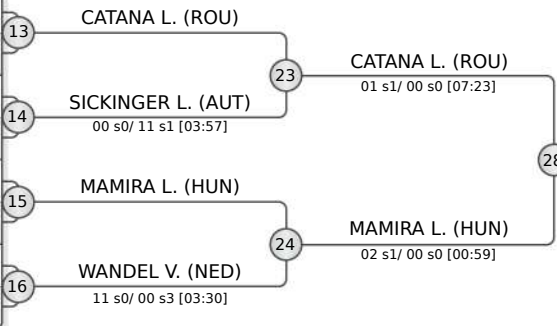 13
CATANA L. (ROU)
23
CATANA L. (ROU)
01 s1/ 00 s0 [07:23]
14
SICKINGER L. (AUT)
00 s0/ 11 s1 [03:57]
28
15
MAMIRA L. (HUN)
24
MAMIRA L. (HUN)
02 s1/ 00 s0 [00:59]
16
WANDEL V. (NED)
11 s0/ 00 s3 [03:30]